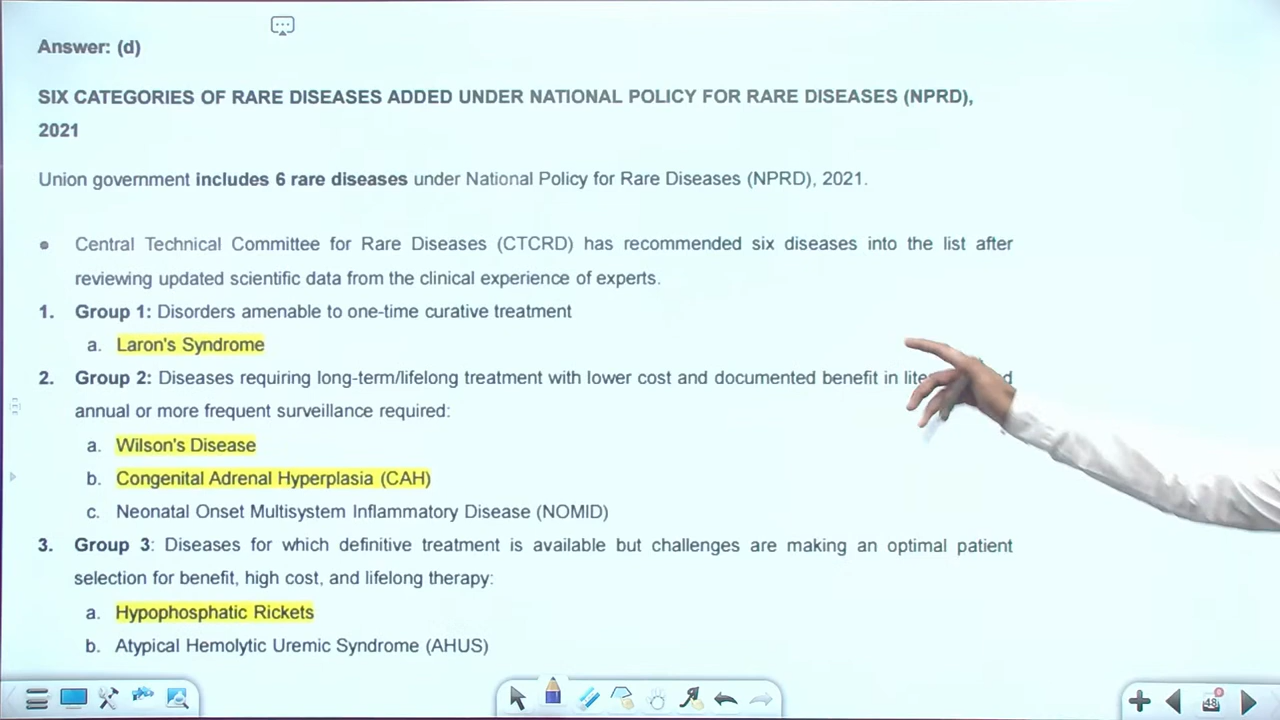 Answer: (d)
SIX CATEGORIES OF RARE DISEASES ADDED UNDER NATIONAL POLICY FOR RARE DISEASES (NPRD),
2021
Union government includes 6 rare diseases under National Policy for Rare Diseases (NPRD), 2021.
• Central Technical Committee for Rare Diseases (CTCRD) has recommended six diseases into the list after
reviewing updated scientific data from the clinical experience of experts.
1. Group 1: Disorders amenable to one-time curative treatment
a. Laron's Syndrome
2. Group 2: Diseases requiring long-term/lifelong treatment with lower cost and documented benefit in
annual or more frequent surveillance required:
a. Wilson's Disease
b. Congenital Adrenal Hyperplasia (CAH)
c. Neonatal Onset Multisystem Inflammatory Disease (NOMID)
3. Group 3: Diseases for which definitive treatment is available but challenges are making an optimal patient
selection for benefit, high cost, and lifelong therapy:
a. Hypophosphatic Rickets
b. Atypical Hemolytic Uremic Syndrome (AHUS)
48